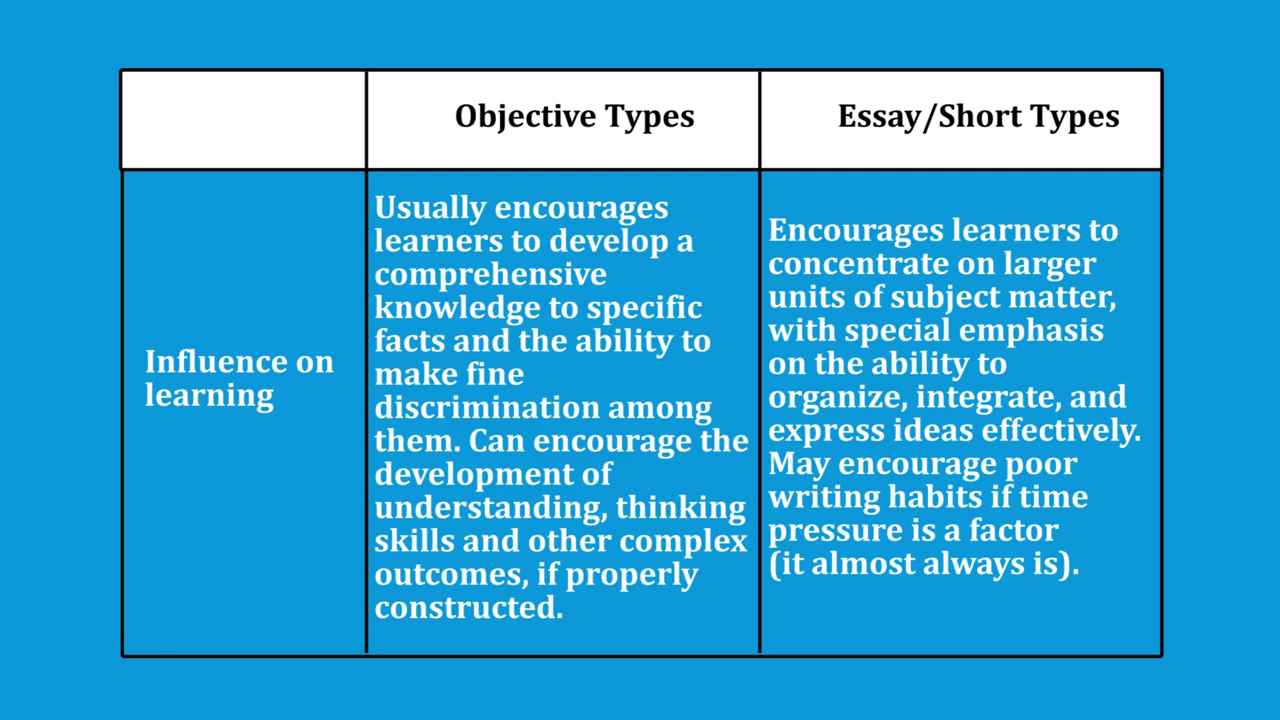 Objective Types
Essay/Short Types
Influence on
learning
Usually encourages
learners to develop a
comprehensive
knowledge to specific
facts and the ability to
make fine
discrimination among
them. Can encourage the
development of
understanding, thinking
skills and other complex
outcomes, if properly
constructed.
Encourages learners to
concentrate on larger
units of subject matter,
with special emphasis
on the ability to
organize, integrate, and
express ideas effectively.
May encourage poor
writing habits if time
pressure is a factor
(it almost always is).